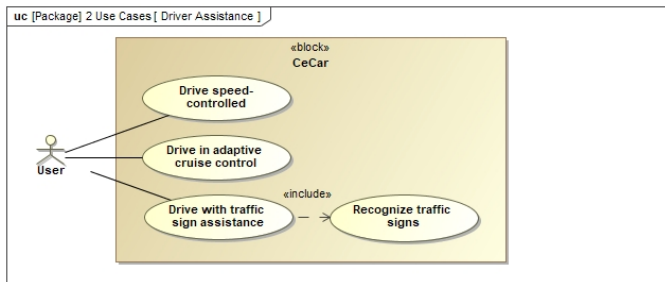 uc [Package] 2 Use Cases [ Driver Assistance ]
«block»
CeCar
Drive speed-
controlled
User
Drive in adaptive
cruise control
«include»
Drive with traffic
sign assistance
Recognize traffic
signs